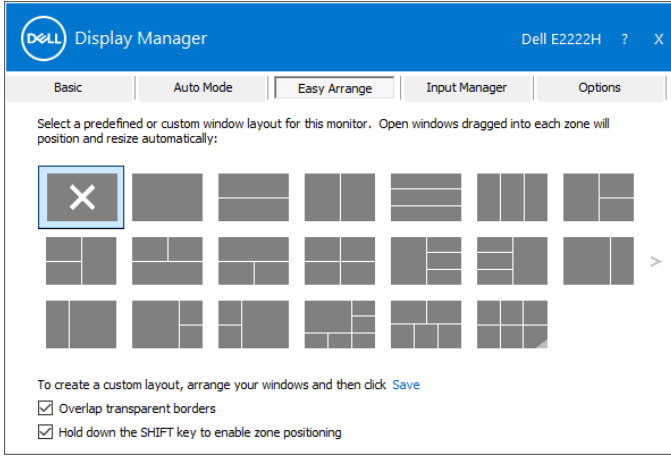 DELL Display Manager Dell E2222H ? X
Basic Auto Mode Easy Arrange Input Manager Options
Select a predefined or custom window layout for this monitor. Open windows dragged into each zone will
position and resize automatically:
>
To create a custom layout, arrange your windows and then click Save
Overlap transparent borders
Hold down the SHIFT key to enable zone positioning